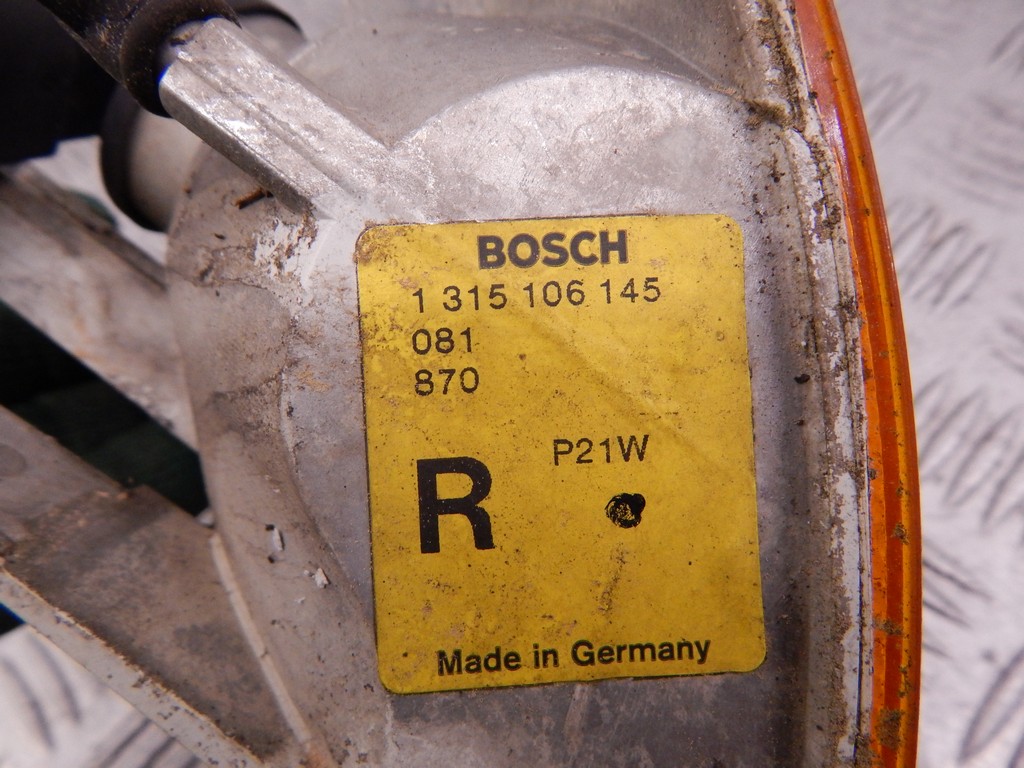 BOSCH
1 315 106 145
081
870
P21W
R
Made in Germany